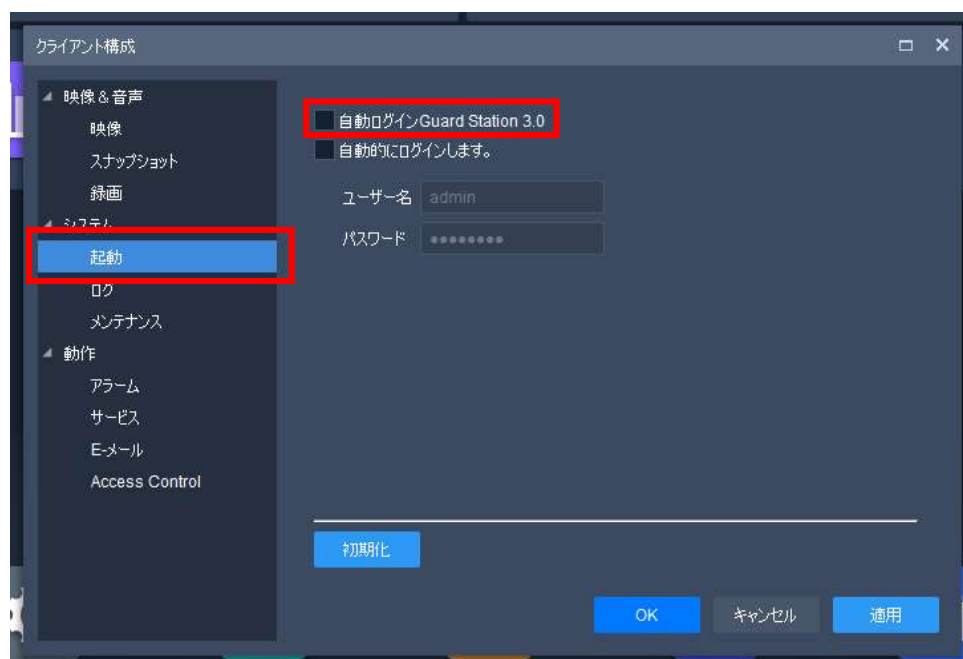 クライアント構成
映像＆音声
映像
スナップショット
録画
システム
起動
ログ
メンテナンス
動作
アラーム
サービス
E-メール
Access Control
自動ログインGuard Station 3.0
自動的にログインします。
ユーザー名 admin
パスワード ●●●●●●●●
初期化
OK キャンセル 適用